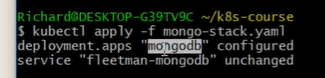 Richard@DESKTOP-G39TV9C ~/k8s-course
$ kubectl apply -f mongo-stack.yaml
deployment.apps "mongodb" configured
service "fleetman-mongodb" unchanged